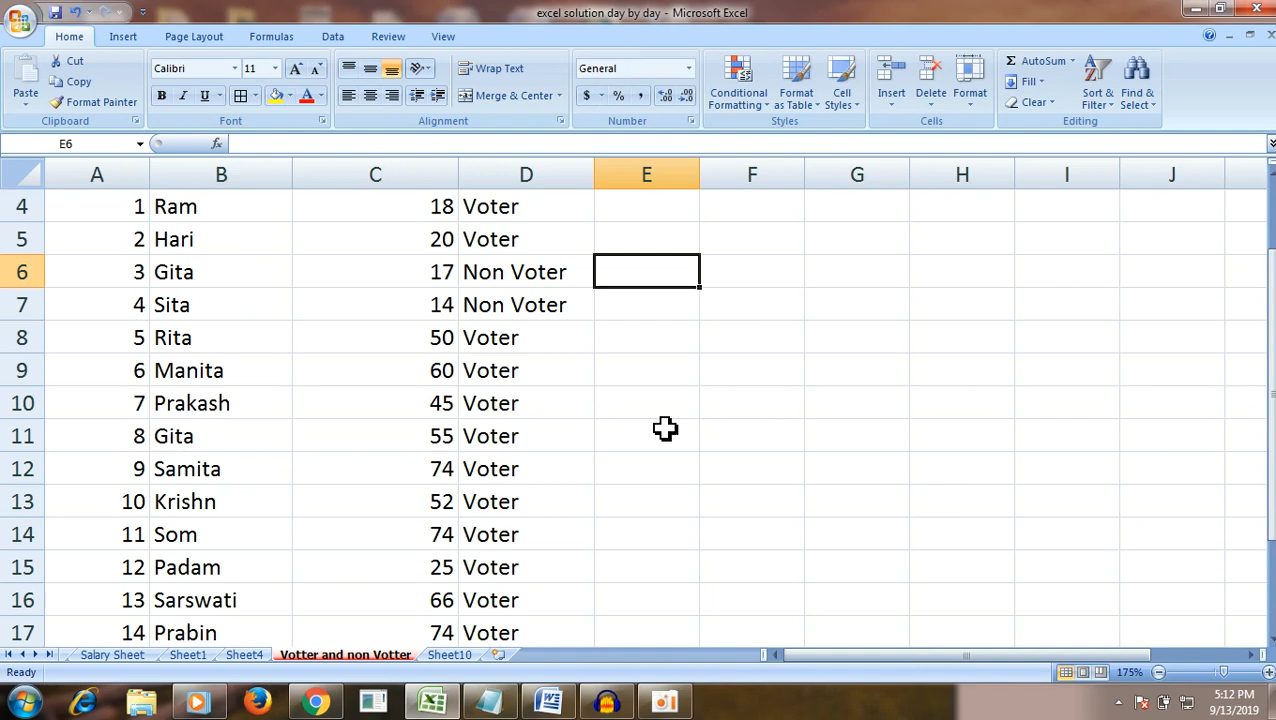 excel solution day by day - Microsoft Excel
Home Insert Page Layout Formulas Data Review View
Paste Cut Copy Format Painter Clipboard
Calibri 11 A A B I U A Font
Wrap Text Merge & Center Alignment
General $ % , .0 .00 .00 .0 Number
Conditional Formatting Format as Table Cell Styles Styles
Insert Delete Format Cells
Σ AutoSum Fill Clear Sort & Filter Find & Select Editing
E6 fx
A B C D E F G H I J
4 1 Ram 18 Voter
5 2 Hari 20 Voter
6 3 Gita 17 Non Voter
7 4 Sita 14 Non Voter
8 5 Rita 50 Voter
9 6 Manita 60 Voter
10 7 Prakash 45 Voter
11 8 Gita 55 Voter
12 9 Samita 74 Voter
13 10 Krishn 52 Voter
14 11 Som 74 Voter
15 12 Padam 25 Voter
16 13 Sarswati 66 Voter
17 14 Prabin 74 Voter
Salary Sheet Sheet1 Sheet4 Votter and non Votter Sheet10
Ready 175%
5:12 PM
9/13/2019